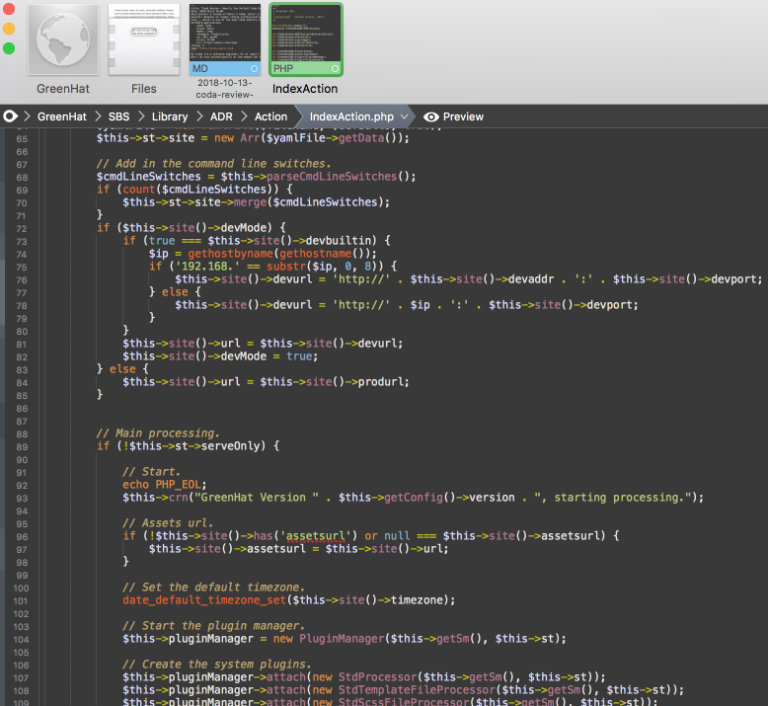 MD
PHP
GreenHat
Files
2018-10-13-
coda-review-
IndexAction
GreenHat
SBS
Library
ADR
Action
IndexAction.php
Preview
65 $this->st->site = new Arr($yamlFile->getData());
66
67 // Add in the command line switches.
68 $cmdLineSwitches = $this->parseCmdLineSwitches();
69 if (count($cmdLineSwitches)) {
70 $this->st->site->merge($cmdLineSwitches);
71 }
72 if ($this->site()->devMode) {
73 if (true === $this->site()->devbuiltin) {
74 $ip = gethostbyname(gethostname());
75 if ('192.168.' == substr($ip, 0, 8)) {
76 $this->site()->devurl = 'http://' . $this->site()->devaddr . ':' . $this->site()->devport;
77 } else {
78 $this->site()->devurl = 'http://' . $ip . ':' . $this->site()->devport;
79 }
80 }
81 $this->site()->url = $this->site()->devurl;
82 $this->site()->devMode = true;
83 } else {
84 $this->site()->url = $this->site()->produrl;
85 }
86
87
88 // Main processing.
89 if (!$this->st->serveOnly) {
90
91 // Start.
92 echo PHP_EOL;
93 $this->crn("GreenHat Version " . $this->getConfig()->version . ", starting processing.");
94
95 // Assets url.
96 if (!$this->site()->has('assetsurl') or null === $this->site()->assetsurl) {
97 $this->site()->assetsurl = $this->site()->url;
98 }
99
100 // Set the default timezone.
101 date_default_timezone_set($this->site()->timezone);
102
103 // Start the plugin manager.
104 $this->pluginManager = new PluginManager($this->getSm(), $this->st);
105
106 // Create the system plugins.
107 $this->pluginManager->attach(new StdProcessor($this->getSm(), $this->st));
108 $this->pluginManager->attach(new StdTemplateFileProcessor($this->getSm(), $this->st));
109 $this->pluginManager->attach(new StdScssFileProcessor($this->getSm(), $this->st));